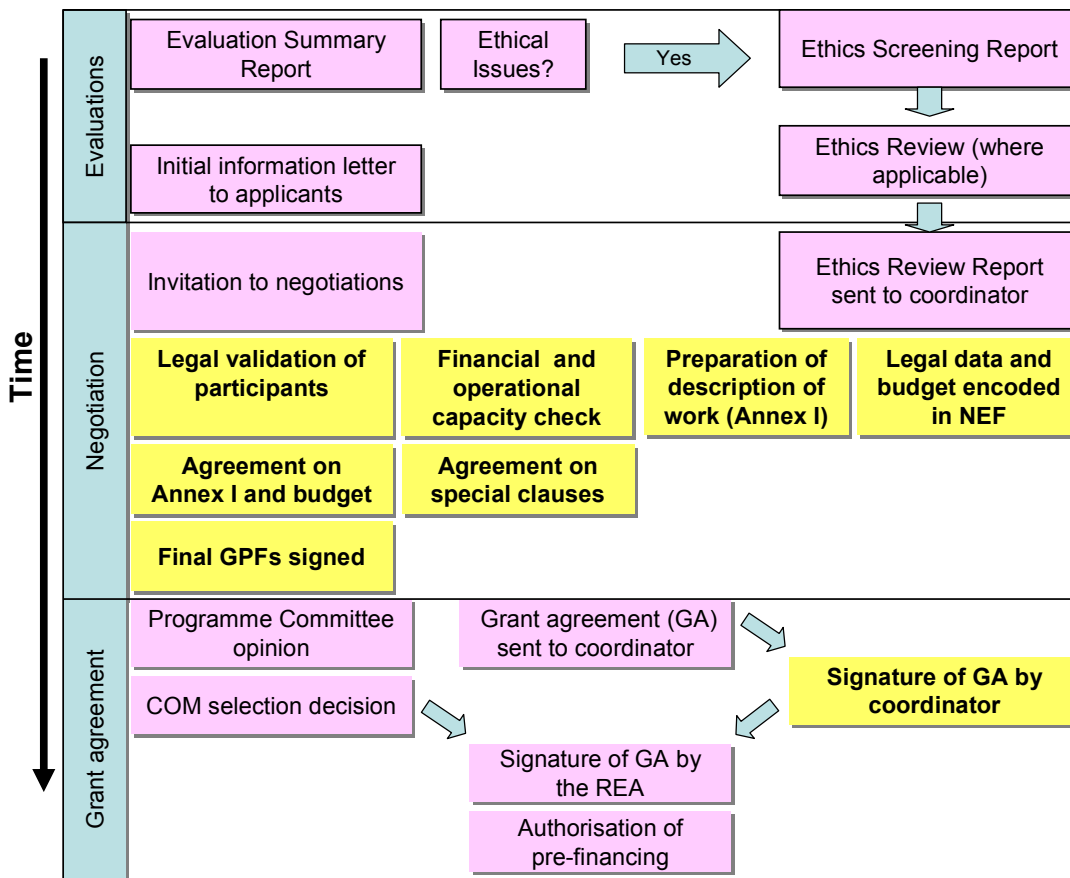 Time
Evaluations
Evaluation Summary
Report
Ethical
Issues?
Yes
Ethics Screening Report
Initial information letter
to applicants
Ethics Review (where
applicable)
Negotiation
Invitation to negotiations
Ethics Review Report
sent to coordinator
Legal validation of
participants
Financial and
operational
capacity check
Preparation of
description of
work (Annex I)
Legal data and
budget encoded
in NEF
Agreement on
Annex I and budget
Agreement on
special clauses
Final GPFs signed
Grant agreement
Programme Committee
opinion
Grant agreement (GA)
sent to coordinator
COM selection decision
Signature of GA by
coordinator
Signature of GA by
the REA
Authorisation of
pre-financing